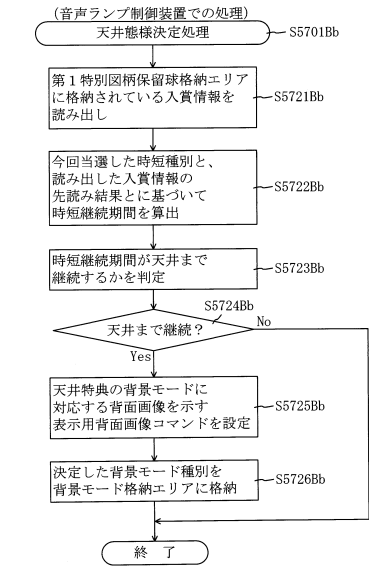 (音声ランプ制御装置での処理)
天井態様決定処理
S5701Bb
第1特別図柄保留球格納エリア
に格納されている入賞情報を
読み出し
S5721Bb
今回当選した時短種別と、
読み出した入賞情報の
先読み結果とに基づいて
時短継続期間を算出
S5722Bb
時短継続期間が天井まで
継続するかを判定
S5723Bb
S5724Bb
天井まで継続?
No
Yes
天井特典の背景モードに
対応する背面画像を示す
表示用背面画像コマンドを設定
S5725Bb
決定した背景モード種別を
背景モード格納エリアに格納
S5726Bb
終 了